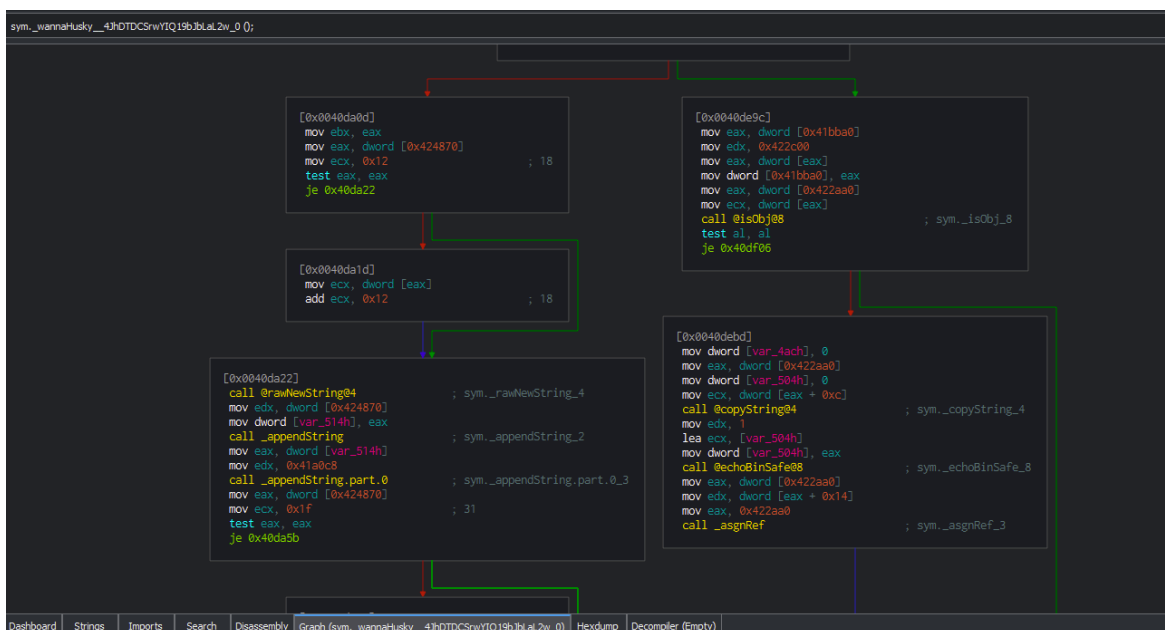 sym._wannaHusky__4JhDTDCSrwYIQ19bJbLaL2w_0 ();
[0x0040da0d]
mov ebx, eax
mov eax, dword [0x424870]
mov ecx, 0x12 ; 18
test eax, eax
je 0x40da22
[0x0040da1d]
mov ecx, dword [eax]
add ecx, 0x12 ; 18
[0x0040da22]
call @rawNewString@4 ; sym._rawNewString_4
mov edx, dword [0x424870]
mov dword [var_514h], eax
call _appendString ; sym._appendString_2
mov eax, dword [var_514h]
mov edx, 0x41a0c8
call _appendString.part.0 ; sym._appendString.part.0_3
mov eax, dword [0x424870]
mov ecx, 0x1f ; 31
test eax, eax
je 0x40da5b
[0x0040de9c]
mov eax, dword [0x41bba0]
mov edx, 0x422c00
mov eax, dword [eax]
mov dword [0x41bba0], eax
mov eax, dword [0x422aa0]
mov ecx, dword [eax]
call @isObj@8 ; sym._isObj_8
test al, al
je 0x40df06
[0x0040debd]
mov dword [var_4ach], 0
mov eax, dword [0x422aa0]
mov dword [var_504h], 0
mov ecx, dword [eax + 0xc]
call @copyString@4 ; sym._copyString_4
mov edx, 1
lea ecx, [var_504h]
mov dword [var_504h], eax
call @echoBinSafe@8 ; sym._echoBinSafe_8
mov eax, dword [0x422aa0]
mov edx, dword [eax + 0x14]
mov eax, 0x422aa0
call _asgnRef ; sym._asgnRef_3
Dashboard Strings Imports Search Disassembly Graph (sym._wannaHusky__4JhDTDCSrwYIQ19bJbLaL2w_0) Hexdump Decompiler (Empty)